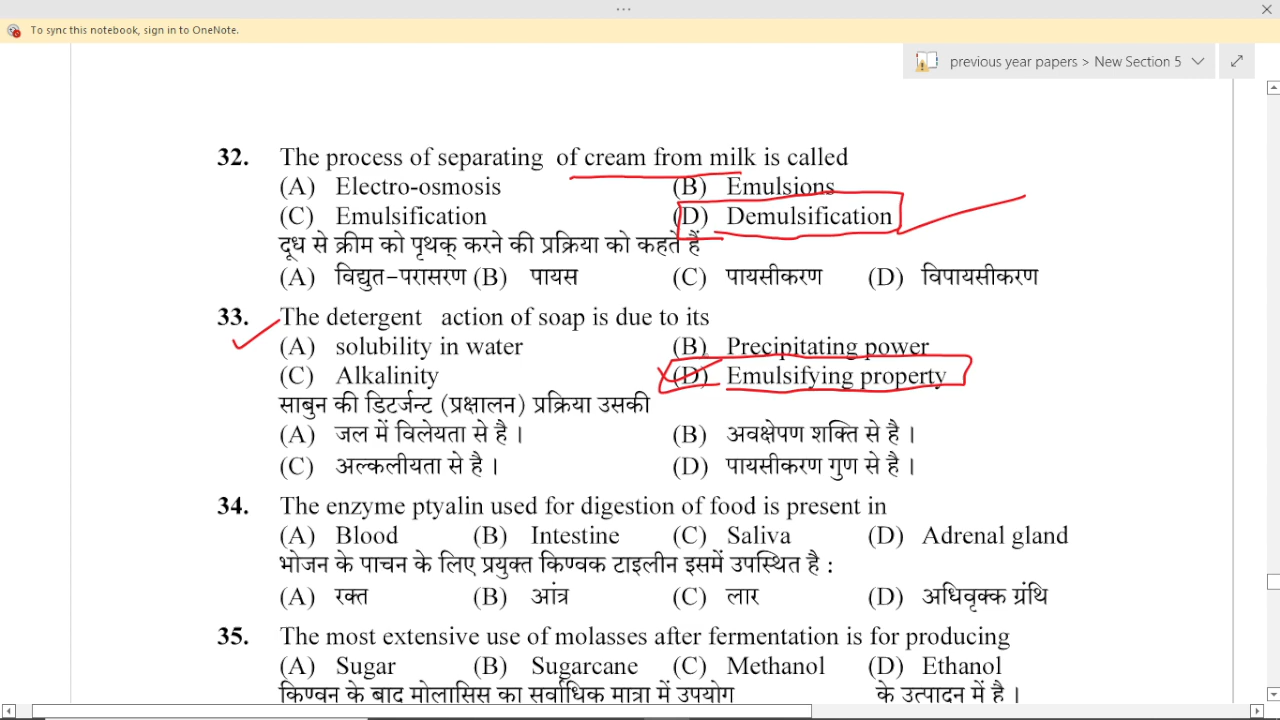 To sync this notebook, sign in to OneNote.
previous year papers > New Section 5
32. The process of separating of cream from milk is called
(A) Electro-osmosis (B) Emulsions
(C) Emulsification (D) Demulsification
दूध से क्रीम को पृथक् करने की प्रक्रिया को कहते हैं
(A) विद्युत-परासरण (B) पायस (C) पायसीकरण (D) विपायसीकरण
33. The detergent action of soap is due to its
(A) solubility in water (B) Precipitating power
(C) Alkalinity (D) Emulsifying property
साबुन की डिटर्जेन्ट (प्रक्षालन) प्रक्रिया उसकी
(A) जल में विलेयता से है । (B) अवक्षेपण शक्ति से है ।
(C) अल्कलीयता से है । (D) पायसीकरण गुण से है ।
34. The enzyme ptyalin used for digestion of food is present in
(A) Blood (B) Intestine (C) Saliva (D) Adrenal gland
भोजन के पाचन के लिए प्रयुक्त किण्वक टाइलीन इसमें उपस्थित है :
(A) रक्त (B) आंत्र (C) लार (D) अधिवृक्क ग्रंथि
35. The most extensive use of molasses after fermentation is for producing
(A) Sugar (B) Sugarcane (C) Methanol (D) Ethanol
किण्वन के बाद मोलासिस का सर्वाधिक मात्रा में उपयोग के उत्पादन में है ।